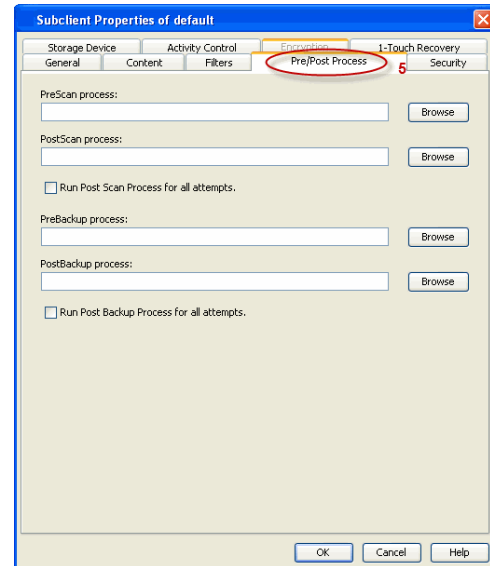 Subclient Properties of default
Storage Device Activity Control Encryption 1-Touch Recovery
General Content Filters Pre/Post Process 5 Security
PreScan process:
Browse
PostScan process:
Browse
Run Post Scan Process for all attempts.
PreBackup process:
Browse
PostBackup process:
Browse
Run Post Backup Process for all attempts.
OK Cancel Help